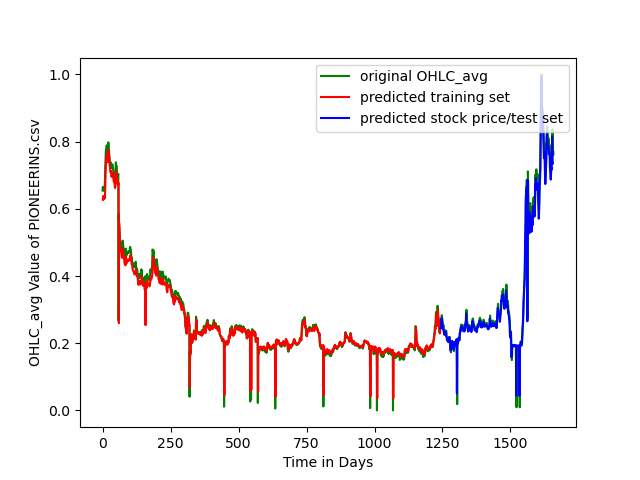 original OHLC_avg
predicted training set
predicted stock price/test set
OHLC_avg Value of PIONEERINS.csv
1.0
0.8
0.6
0.4
0.2
0.0
0 250 500 750 1000 1250 1500
Time in Days